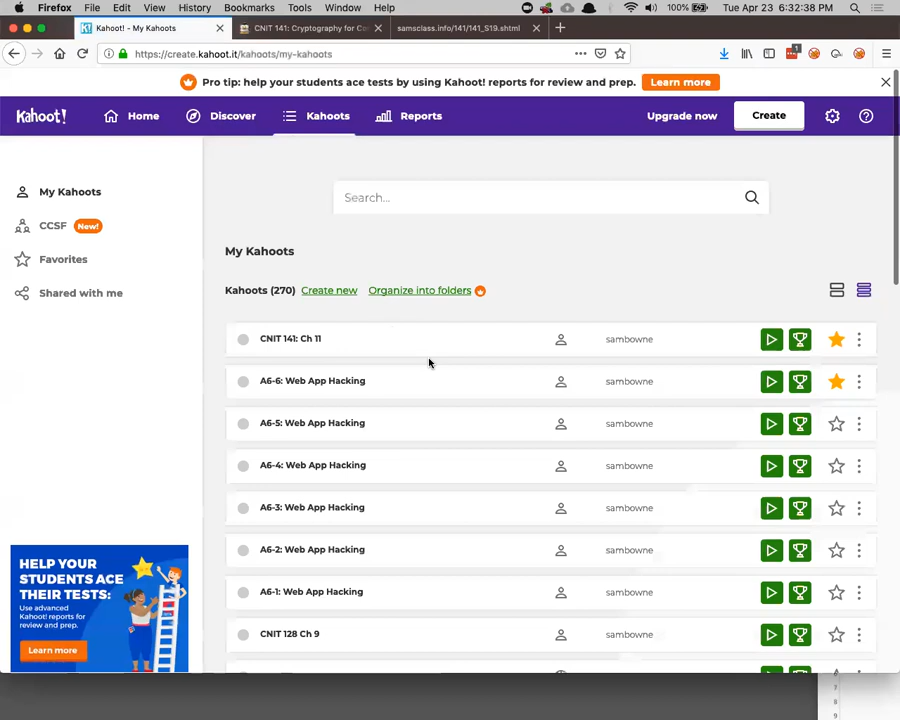 Firefox File Edit View History Bookmarks Tools Window Help 100% Tue Apr 23 6:32:38 PM
Kahoot! - My Kahoots
CNIT 141: Cryptography for Co
samsclass.info/141/141_S19.shtml
https://create.kahoot.it/kahoots/my-kahoots
1
Pro tip: help your students ace tests by using Kahoot! reports for review and prep. Learn more
Kahoot! Home Discover Kahoots Reports Upgrade now Create
My Kahoots
CCSF New!
Favorites
Shared with me
Search...
My Kahoots
Kahoots (270) Create new Organize into folders
CNIT 141: Ch 11 sambowne
A6-6: Web App Hacking sambowne
A6-5: Web App Hacking sambowne
A6-4: Web App Hacking sambowne
A6-3: Web App Hacking sambowne
A6-2: Web App Hacking sambowne
A6-1: Web App Hacking sambowne
CNIT 128 Ch 9 sambowne
HELP YOUR
STUDENTS ACE
THEIR TESTS:
Use advanced
Kahoot! reports for
review and prep.
Learn more
7
8
9